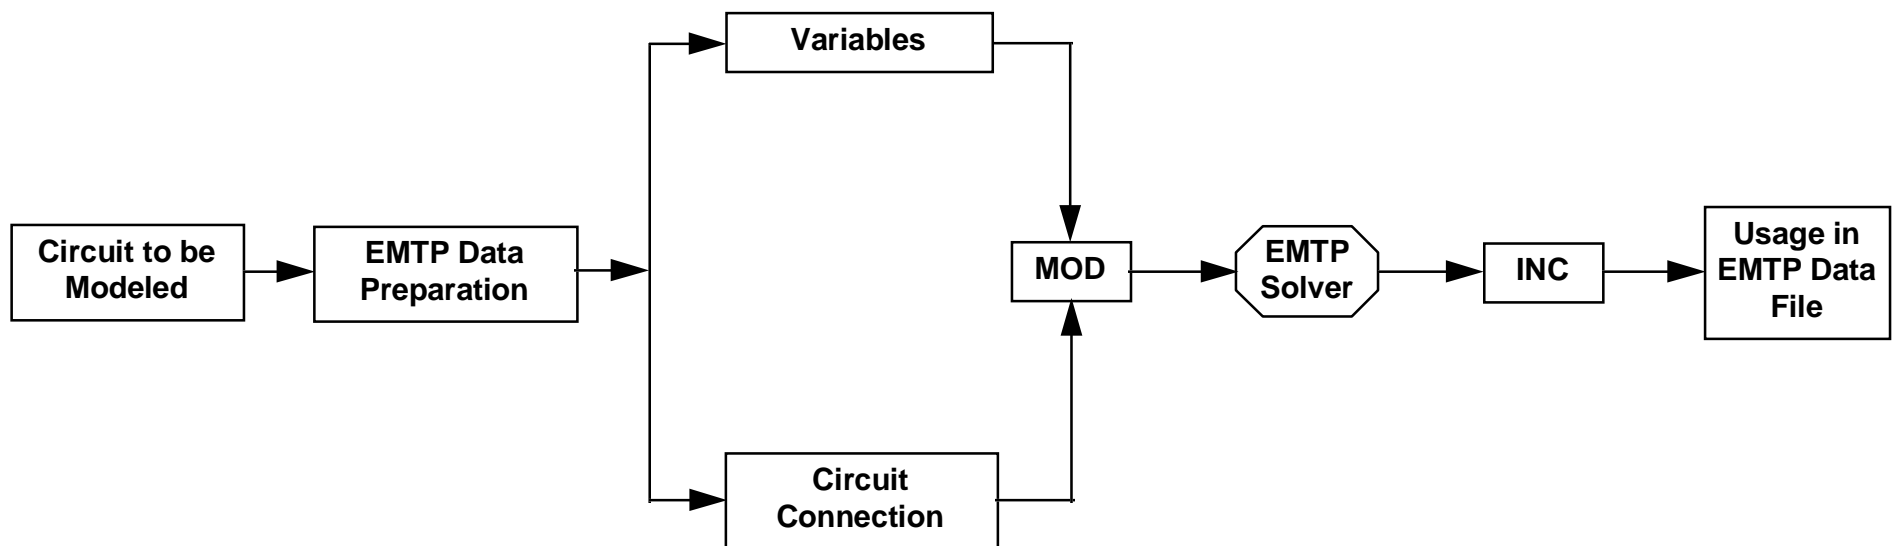 Variables
Circuit to be
Modeled
EMTP Data
Preparation
MOD
EMTP
Solver
INC
Usage in
EMTP Data
File
Circuit
Connection